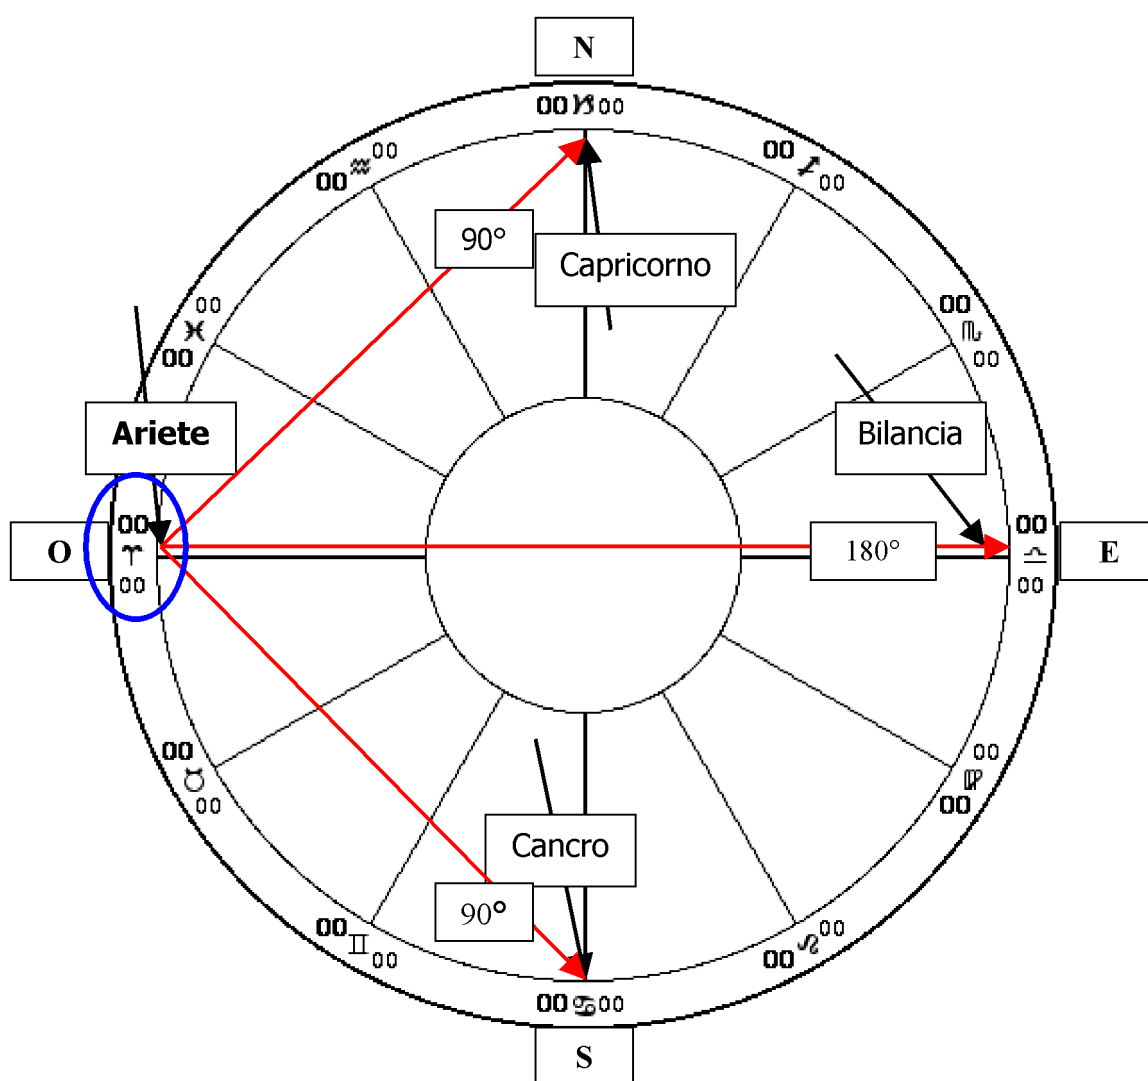 N
00 ♑ 00
00 ♒ 00
00 ♐ 00
90°
Capricorno
00 ♓ 00
00 ♏ 00
Ariete
Bilancia
O
00 ♈ 00
180°
00 ♎ 00
E
00 ♉ 00
00 ♍ 00
Cancro
90°
00 ♊ 00
00 ♌ 00
00 ♋ 00
S